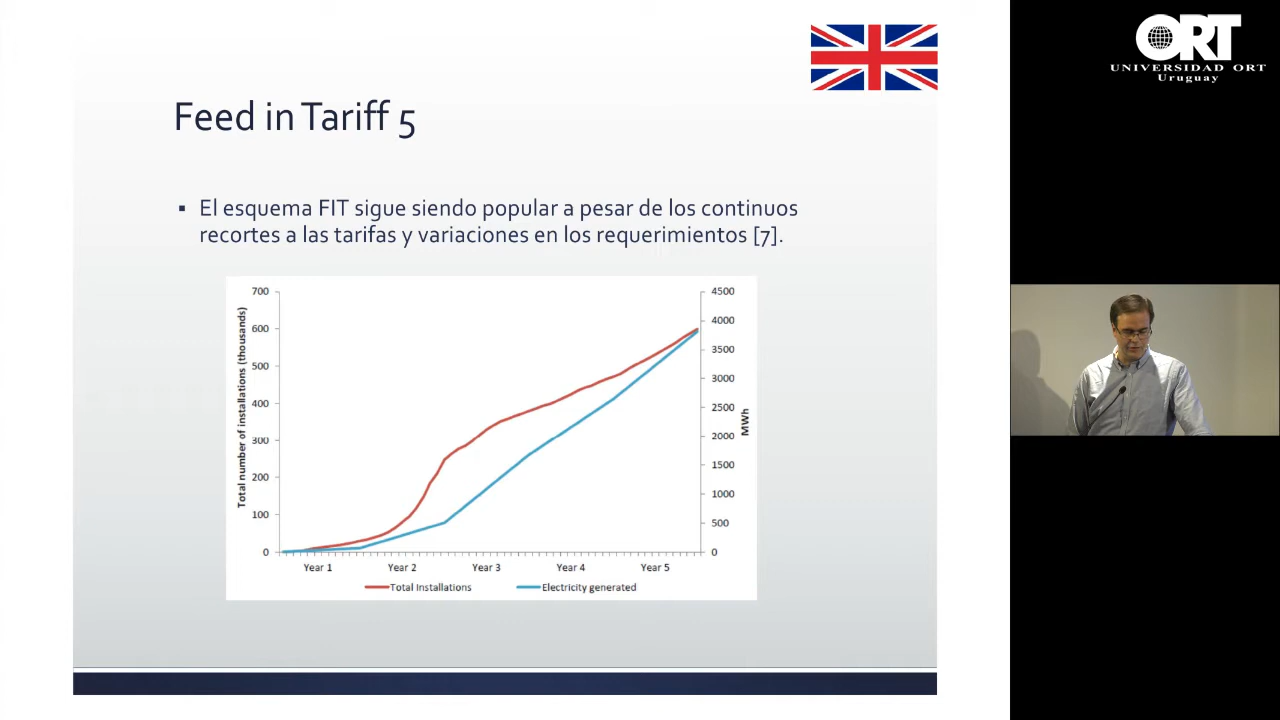 ORT
UNIVERSIDAD ORT
Uruguay
Feed in Tariff 5
▪ El esquema FIT sigue siendo popular a pesar de los continuos
recortes a las tarifas y variaciones en los requerimientos [7].
Total number of installations (thousands)
700
600
500
400
300
200
100
0
4500
4000
3500
3000
2500
2000
1500
1000
500
0
MWh
Year 1 Year 2 Year 3 Year 4 Year 5
Total Installations Electricity generated